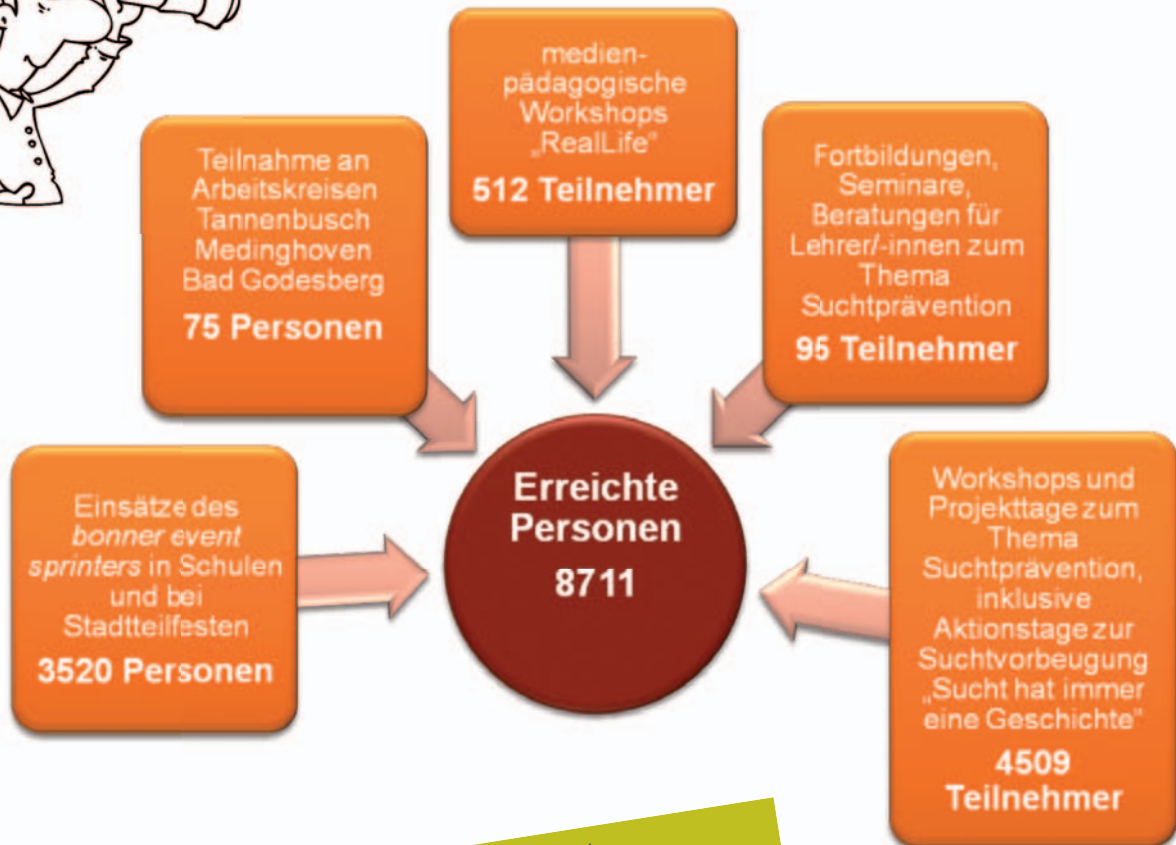 medien-
pädagogische
Workshops
„RealLife“
512 Teilnehmer
Teilnahme an
Arbeitskreisen
Tannenbusch
Medinghoven
Bad Godesberg
75 Personen
Fortbildungen,
Seminare,
Beratungen für
Lehrer/-innen zum
Thema
Suchtprävention
95 Teilnehmer
Einsätze des
bonner event
sprinters in Schulen
und bei
Stadtteilfesten
3520 Personen
Erreichte
Personen
8711
Workshops und
Projekttage zum
Thema
Suchtprävention,
inklusive
Aktionstage zur
Suchtvorbeugung
„Sucht hat immer
eine Geschichte“
4509
Teilnehmer